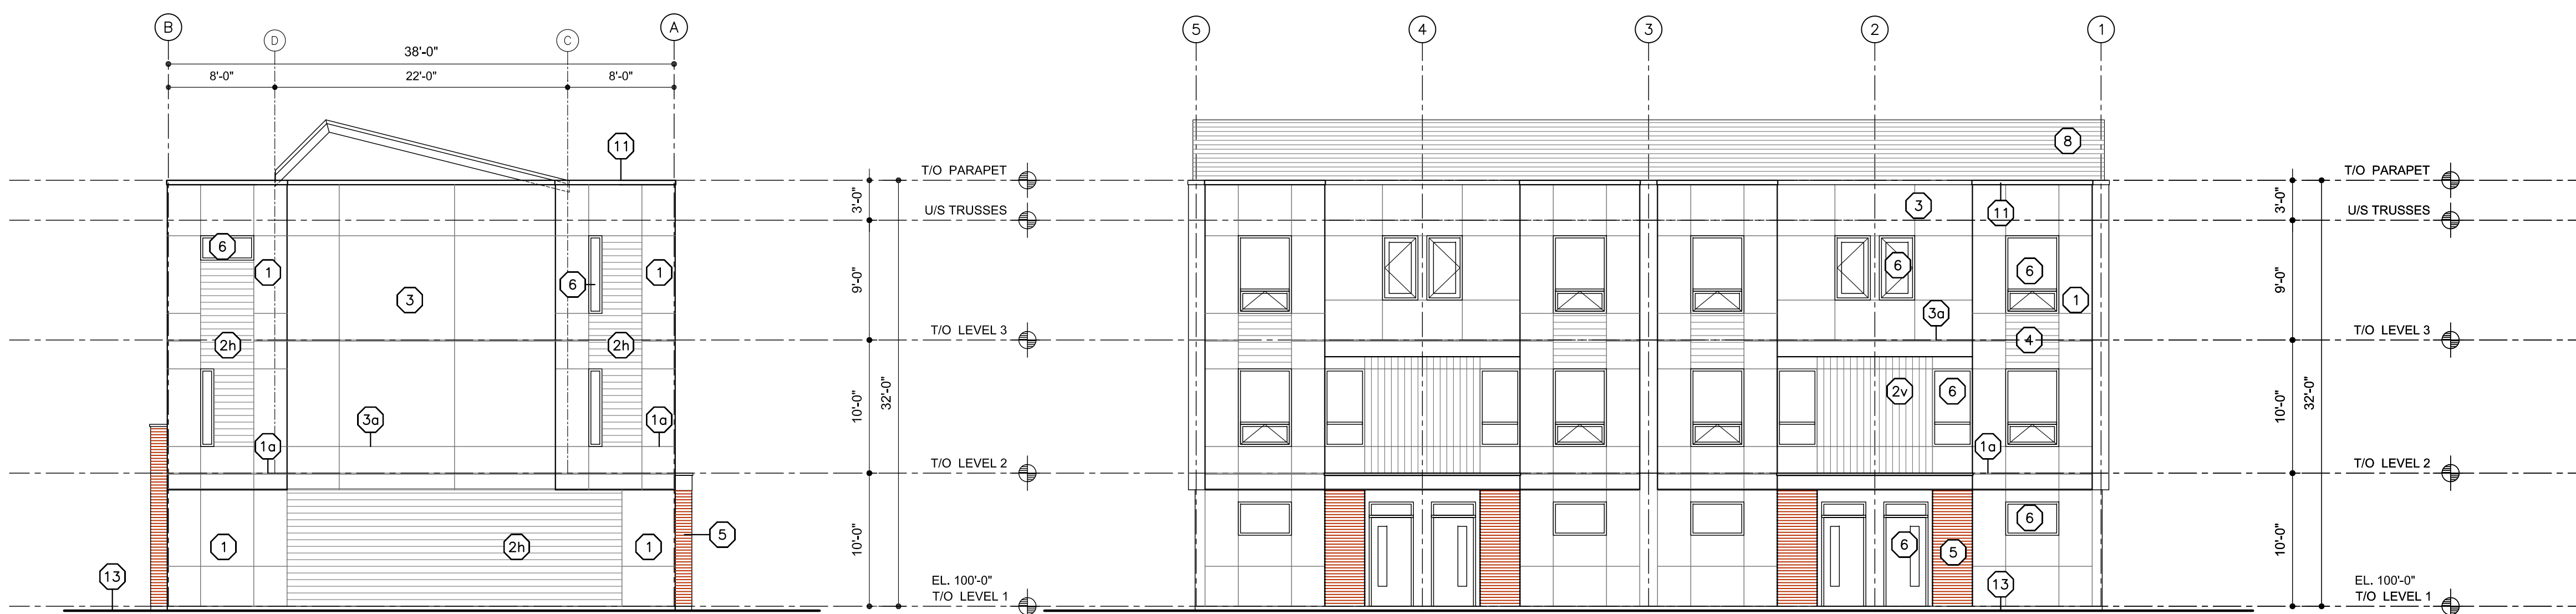 B D C A
38'-0"
8'-0" 22'-0" 8'-0"
11
6
1
6
1
3
2h
2h
3a
1a
1a
1
2h
1
5
13
T/O PARAPET
U/S TRUSSES
T/O LEVEL 3
T/O LEVEL 2
EL. 100'-0"
T/O LEVEL 1
3'-0"
9'-0"
10'-0"
10'-0"
32'-0"
5 4 3 2 1
8
3
11
6
6
1
3a
4
2v
6
1a
6
6
5
13
T/O PARAPET
U/S TRUSSES
T/O LEVEL 3
T/O LEVEL 2
EL. 100'-0"
T/O LEVEL 1
3'-0"
9'-0"
10'-0"
10'-0"
32'-0"